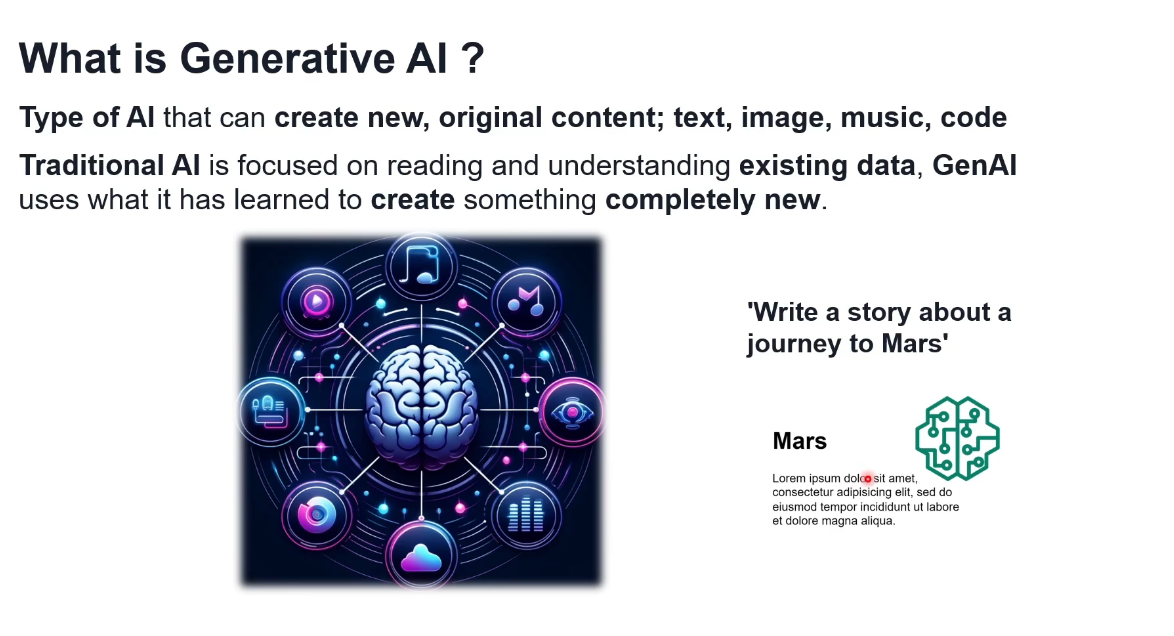 What is Generative AI ?
Type of AI that can create new, original content; text, image, music, code
Traditional AI is focused on reading and understanding existing data, GenAI
uses what it has learned to create something completely new.
'Write a story about a
journey to Mars'
Mars
Lorem ipsum dolo sit amet,
consectetur adipisicing elit, sed do
eiusmod tempor incididunt ut labore
et dolore magna aliqua.